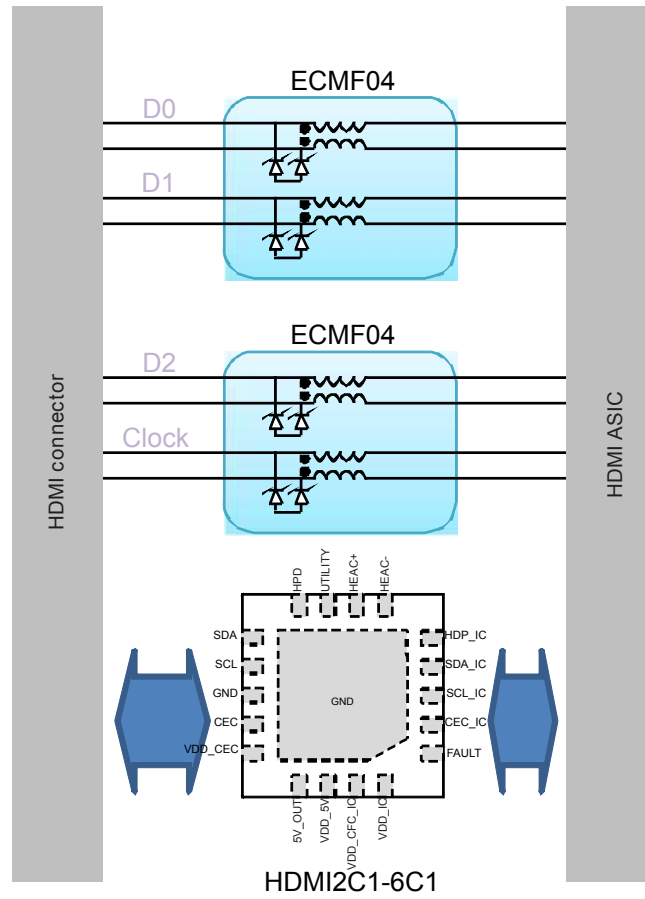 ECMF04
D0
D1
ECMF04
D2
Clock
HDMI connector
HDMI ASIC
HPD
UTILITY
HEAC+
HEAC-
SDA
SCL
GND
CEC
VDD_CEC
GND
HDP_IC
SDA_IC
SCL_IC
CEC_IC
FAULT
5V_OUT
VDD_5V
VDD_CFC_IO
VDD_IC
HDMI2C1-6C1